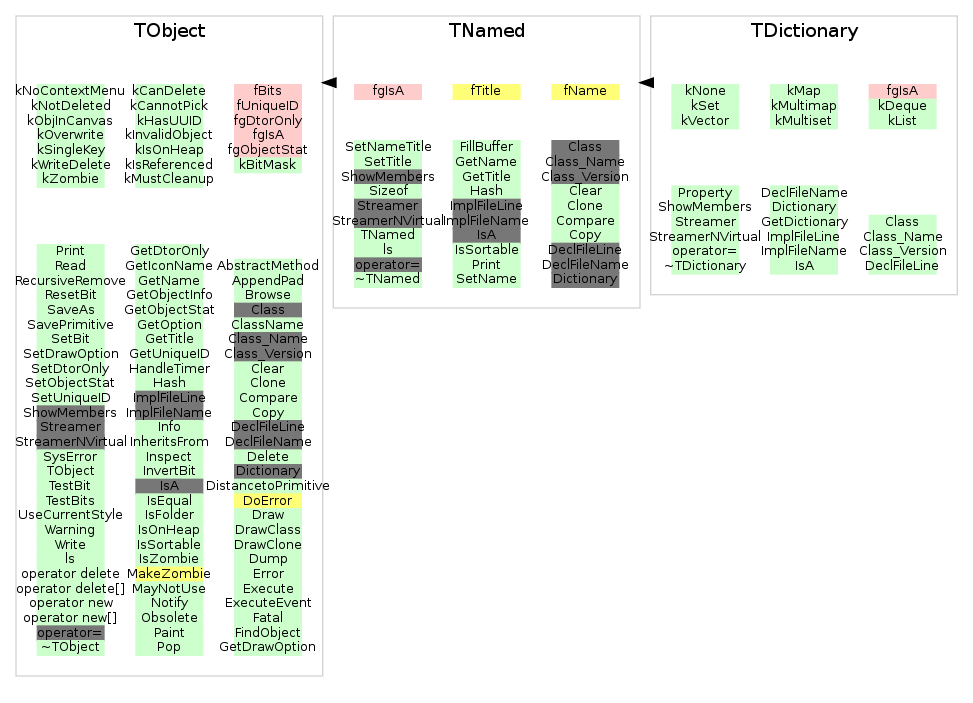 TObject
TNamed
TDictionary
kNoContextMenu
kNotDeleted
kObjInCanvas
kOverwrite
kSingleKey
kWriteDelete
kZombie
kCanDelete
kCannotPick
kHasUUID
kInvalidObject
kIsOnHeap
kIsReferenced
kMustCleanup
fBits
fUniqueID
fgDtorOnly
fgIsA
fgObjectStat
kBitMask
Print
Read
RecursiveRemove
ResetBit
SaveAs
SavePrimitive
SetBit
SetDrawOption
SetDtorOnly
SetObjectStat
SetUniqueID
ShowMembers
Streamer
StreamerNVirtual
SysError
TObject
TestBit
TestBits
UseCurrentStyle
Warning
Write
ls
operator delete
operator delete[]
operator new
operator new[]
operator=
~TObject
GetDtorOnly
GetIconName
GetName
GetObjectInfo
GetObjectStat
GetOption
GetTitle
GetUniqueID
HandleTimer
Hash
ImplFileLine
ImplFileName
Info
InheritsFrom
Inspect
InvertBit
IsA
IsEqual
IsFolder
IsOnHeap
IsSortable
IsZombie
MakeZombie
MayNotUse
Notify
Obsolete
Paint
Pop
AbstractMethod
AppendPad
Browse
Class
ClassName
Class_Name
Class_Version
Clear
Clone
Compare
Copy
DeclFileLine
DeclFileName
Delete
Dictionary
DistancetoPrimitive
DoError
Draw
DrawClass
DrawClone
Dump
Error
Execute
ExecuteEvent
Fatal
FindObject
GetDrawOption
fgIsA
fTitle
fName
SetNameTitle
SetTitle
ShowMembers
Sizeof
Streamer
StreamerNVirtual
TNamed
ls
operator=
~TNamed
FillBuffer
GetName
GetTitle
Hash
ImplFileLine
ImplFileName
IsA
IsSortable
Print
SetName
Class
Class_Name
Class_Version
Clear
Clone
Compare
Copy
DeclFileLine
DeclFileName
Dictionary
kNone
kSet
kVector
kMap
kMultimap
kMultiset
fgIsA
kDeque
kList
Property
ShowMembers
Streamer
StreamerNVirtual
operator=
~TDictionary
DeclFileName
Dictionary
GetDictionary
ImplFileLine
ImplFileName
IsA
Class
Class_Name
Class_Version
DeclFileLine